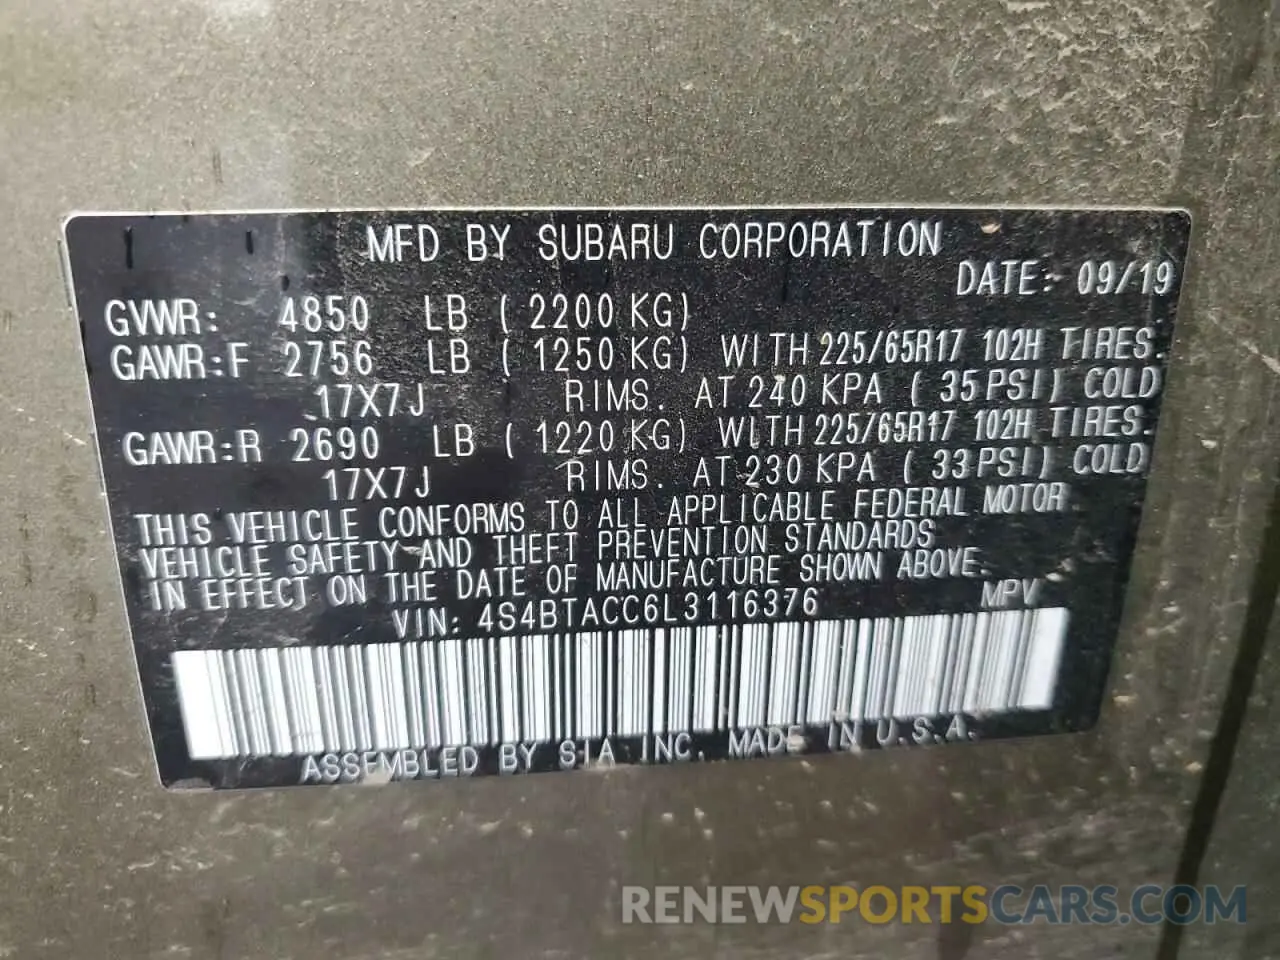 MFD BY SUBARU CORPORATION
DATE: 09/19
GVWR: 4850 LB ( 2200 KG)
GAWR:F 2756 LB ( 1250 KG) WITH 225/65R17 102H TIRES.
17X7J RIMS. AT 240 KPA ( 35 PSI) COLD
GAWR:R 2690 LB ( 1220 KG) WITH 225/65R17 102H TIRES.
17X7J RIMS. AT 230 KPA ( 33 PSI) COLD
THIS VEHICLE CONFORMS TO ALL APPLICABLE FEDERAL MOTOR
VEHICLE SAFETY AND THEFT PREVENTION STANDARDS
IN EFFECT ON THE DATE OF MANUFACTURE SHOWN ABOVE.
VIN: 4S4BTACC6L3116376 MPV
ASSEMBLED BY SIA INC. MADE IN U.S.A.
RENEWSPORTSCARS.COM